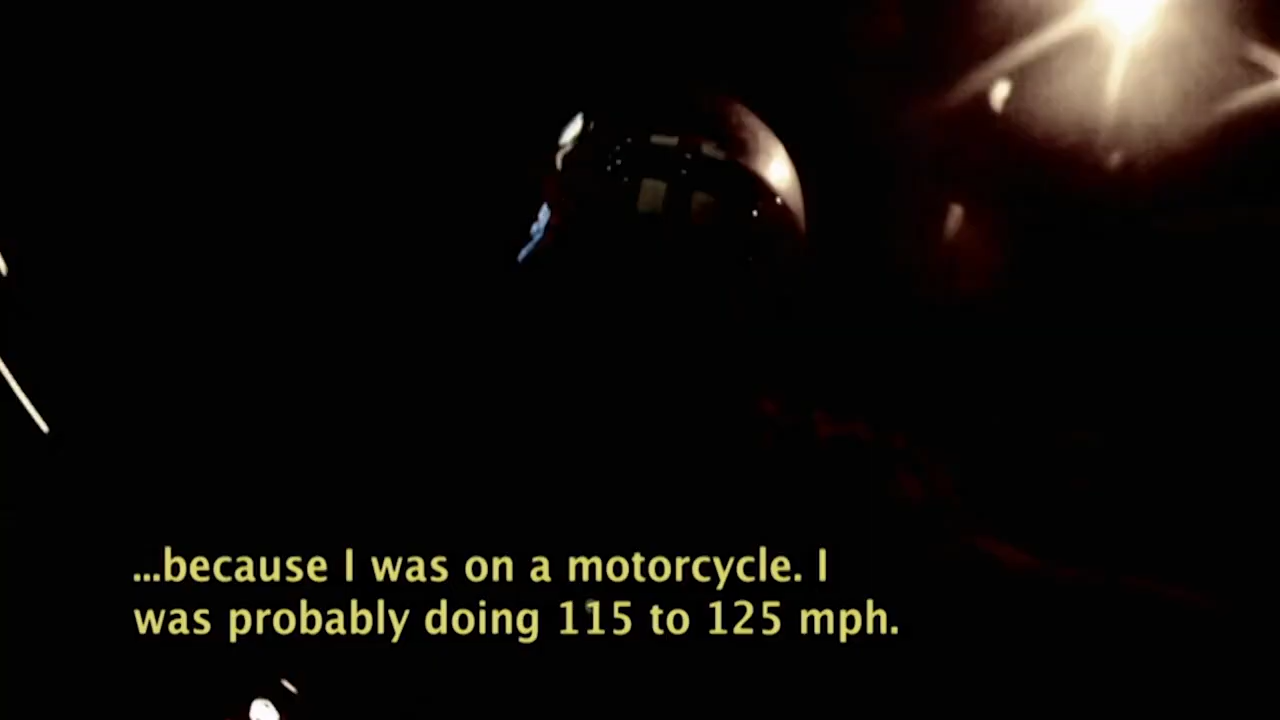 ...because I was on a motorcycle. I
was probably doing 115 to 125 mph.